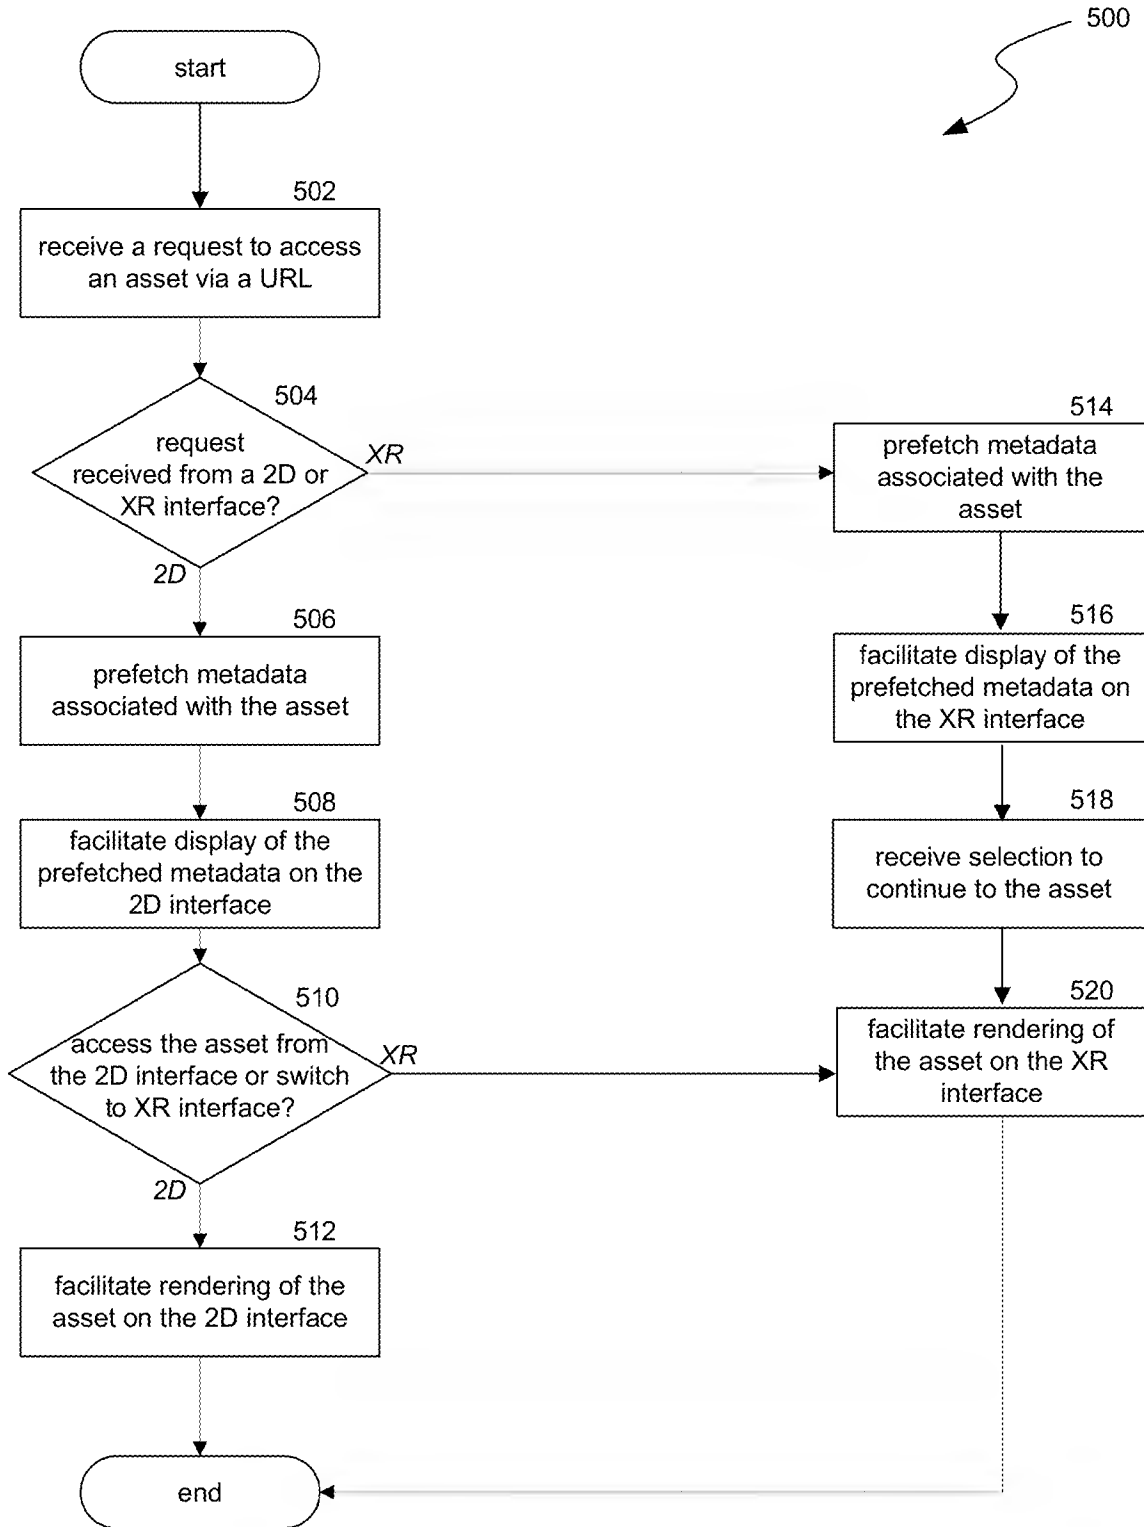 500
start
502
receive a request to access
an asset via a URL
504
request
received from a 2D or
XR interface?
XR
2D
514
prefetch metadata
associated with the
asset
506
prefetch metadata
associated with the asset
516
facilitate display of the
prefetched metadata on
the XR interface
508
facilitate display of the
prefetched metadata on the
2D interface
518
receive selection to
continue to the asset
510
access the asset from
the 2D interface or switch
to XR interface?
XR
2D
520
facilitate rendering of
the asset on the XR
interface
512
facilitate rendering of the
asset on the 2D interface
end